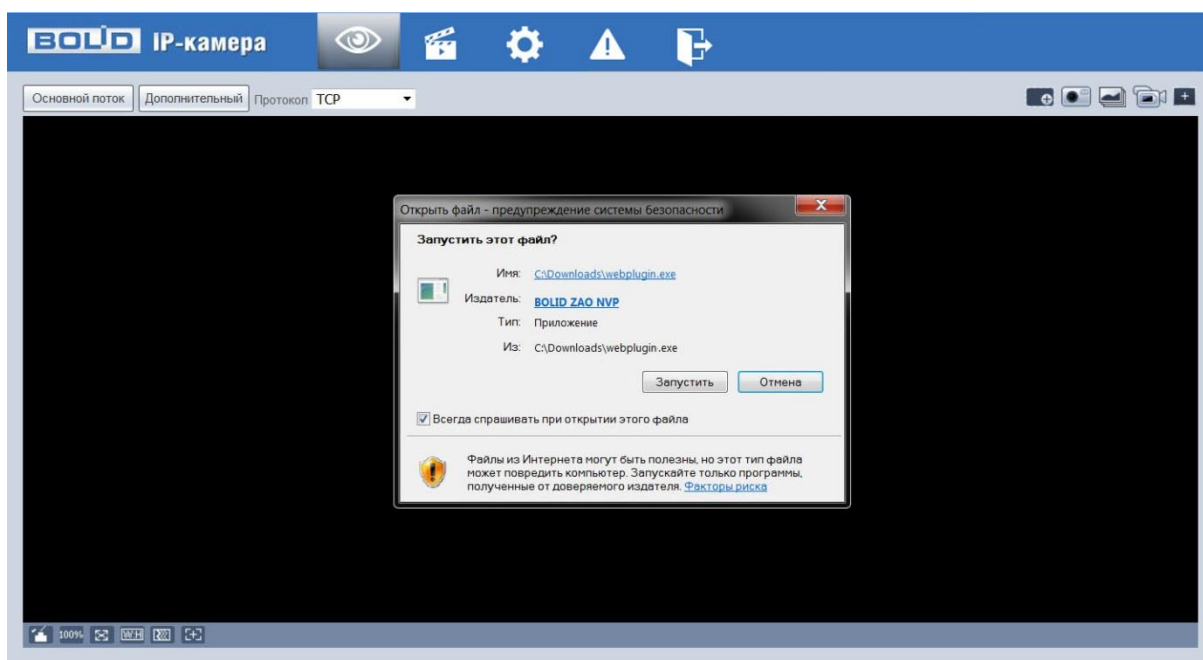 BOLID IP-камера
Основной поток Дополнительный Протокол TCP
Открыть файл - предупреждение системы безопасности
Запустить этот файл?
Имя: C:\Downloads\webplugin.exe
Издатель: BOLID ZAO NVP
Тип: Приложение
Из: C:\Downloads\webplugin.exe
Запустить Отмена
Всегда спрашивать при открытии этого файла
Файлы из Интернета могут быть полезны, но этот тип файла
может повредить компьютер. Запускайте только программы,
полученные от доверяемого издателя. Факторы риска
100% W:H